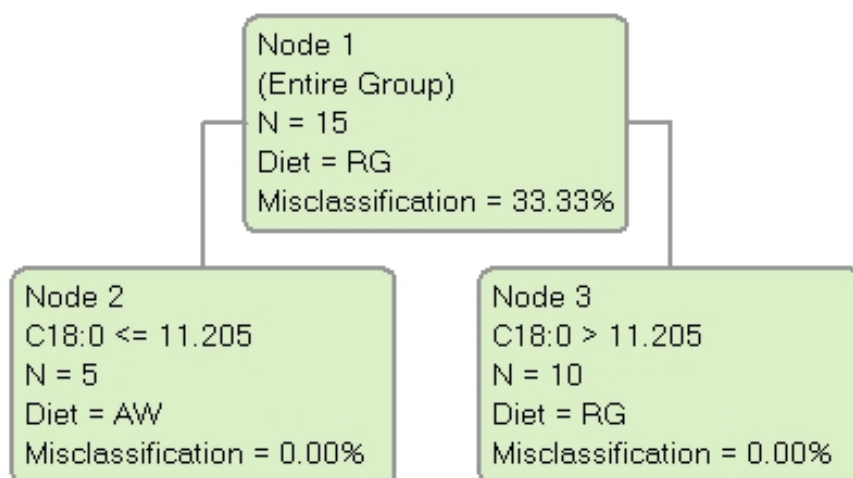 Node 1
(Entire Group)
N = 15
Diet = RG
Misclassification = 33.33%
Node 2
C18:0 <= 11.205
N = 5
Diet = AW
Misclassification = 0.00%
Node 3
C18:0 > 11.205
N = 10
Diet = RG
Misclassification = 0.00%